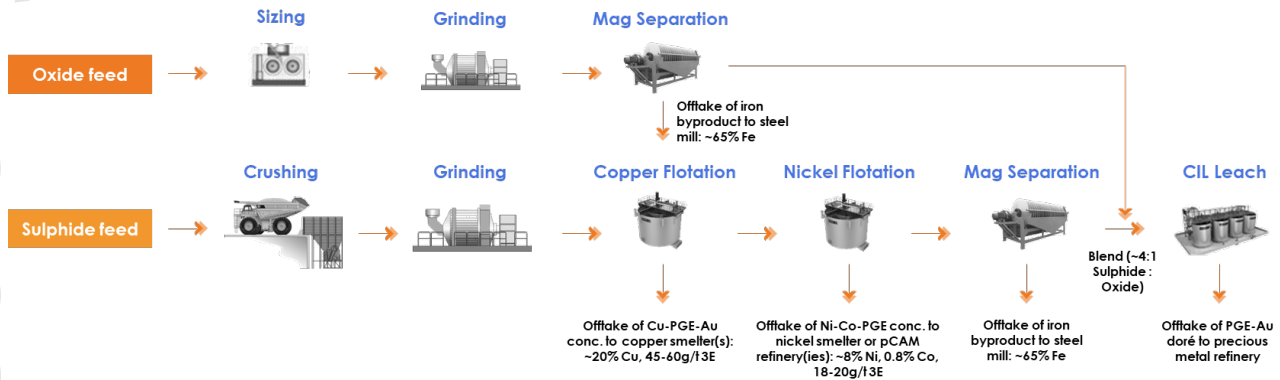 Sizing
Grinding
Mag Separation
Oxide feed
Offtake of iron
byproduct to steel
mill: ~65% Fe
Crushing
Grinding
Copper Flotation
Nickel Flotation
Mag Separation
CIL Leach
Sulphide feed
Blend (~4:1
Sulphide :
Oxide)
Offtake of Cu-PGE-Au
conc. to copper smelter(s):
~20% Cu, 45-60g/t 3E
Offtake of Ni-Co-PGE conc. to
nickel smelter or pCAM
refinery(ies): ~8% Ni, 0.8% Co,
18-20g/t 3E
Offtake of iron
byproduct to steel
mill: ~65% Fe
Offtake of PGE-Au
doré to precious
metal refinery